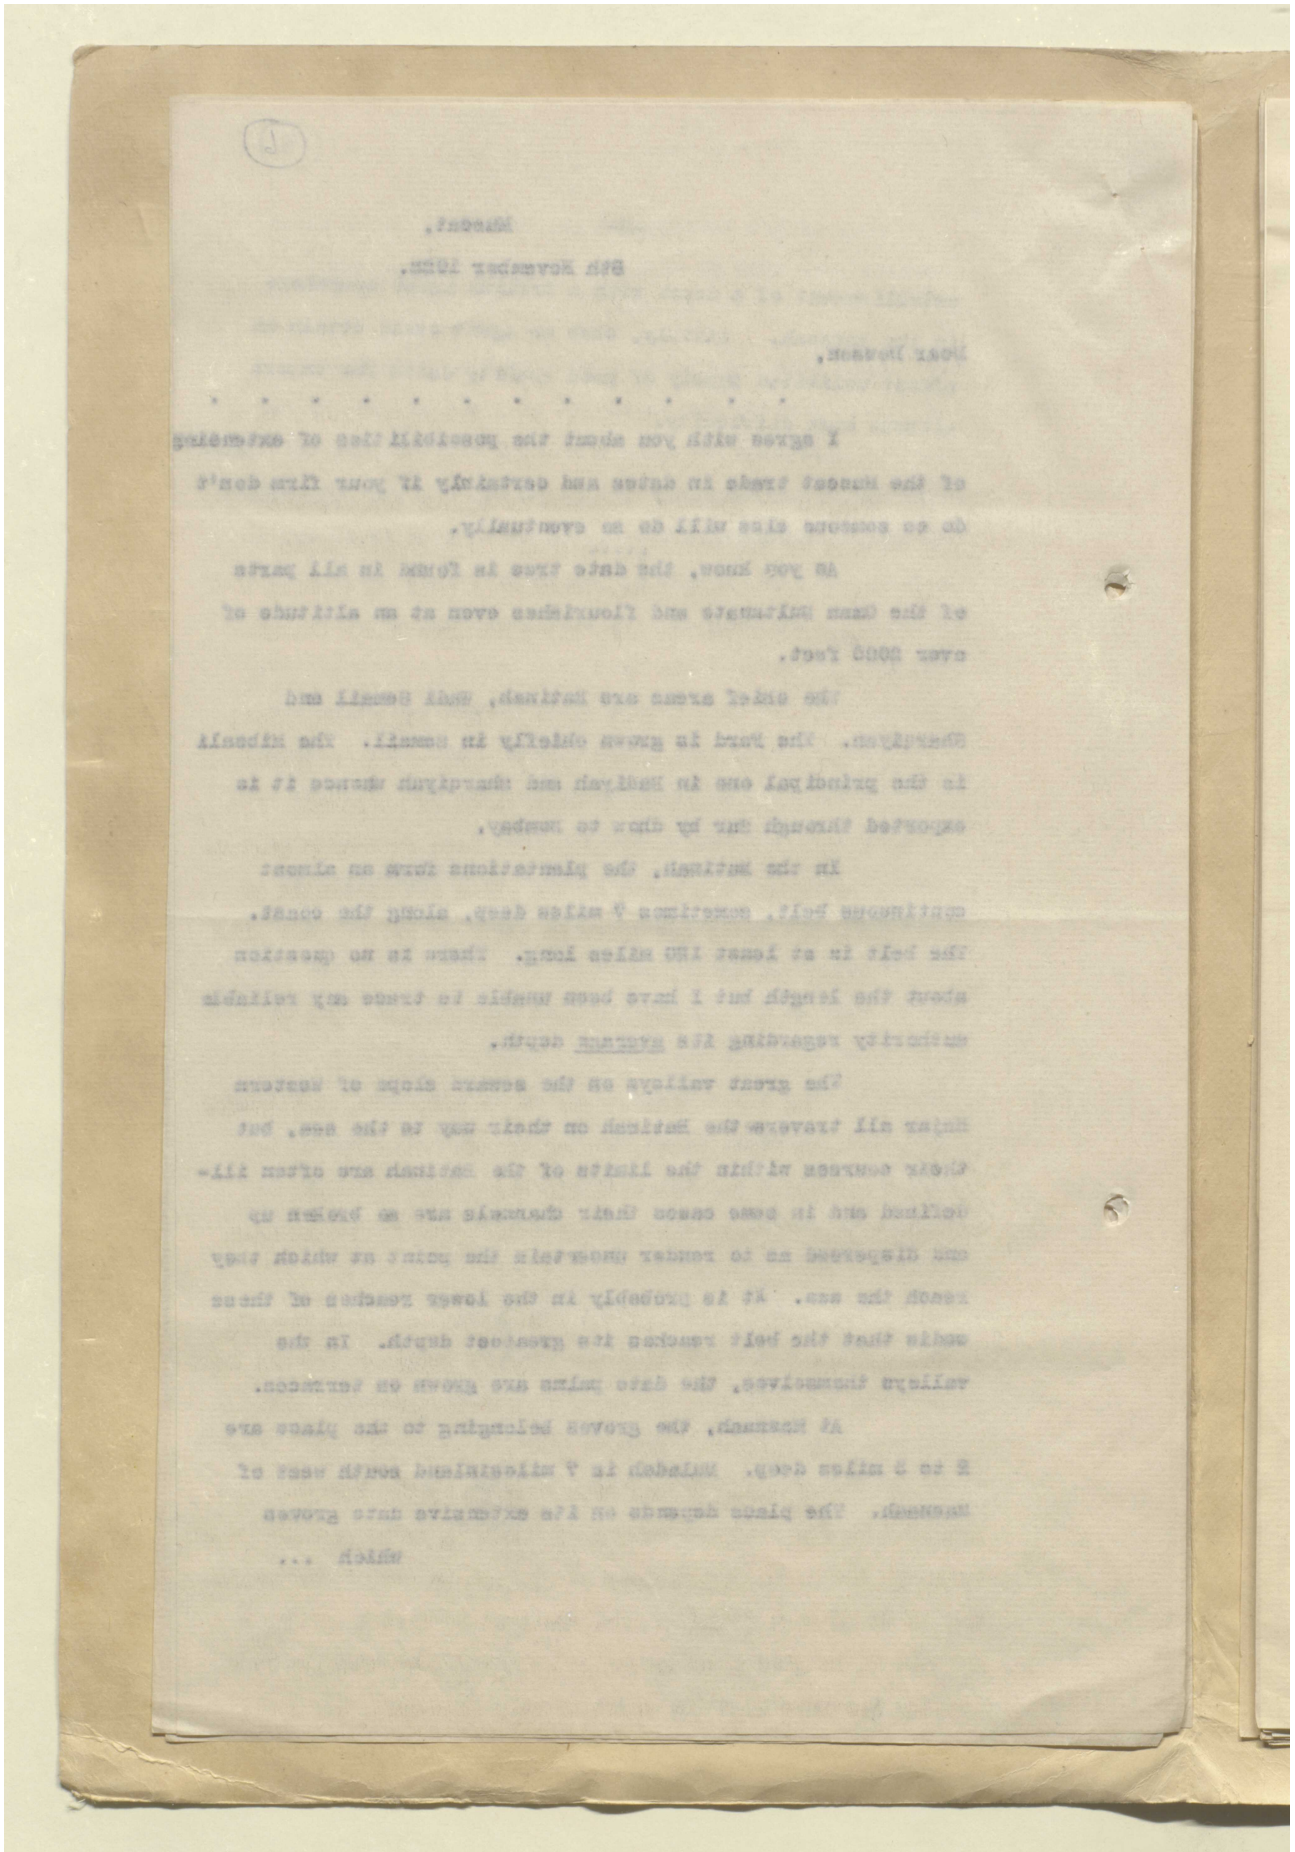 Muscat,
8th November 19
Dear Dowson,
. . . . . . . . . . . .
I agree with you about the possibilities of extending
of the Muscat trade in dates and certainly if your firm don't
do so someone else will do so eventually.
As you know, the date tree is found in all parts
of the Oman Sultanate and flourishes even at an altitude of
over 2000 feet.
The chief areas are Batinah, Wadi Semail and
Sharqiyah. The Fard is grown chiefly in Semail. The Mibsali
is the principal one in Badiyah and Sharqiyah whence it is
exported through Sur by dhow to Bombay.
In the Batinah, the plantations form an almost
continuous belt, sometimes 7 miles deep, along the coast.
The belt is at least 150 miles long. There is no question
about the length but I have been unable to trace any reliable
authority regarding its average depth.
The great valleys on the seward slope of Western
Hajar all travers the Batinah on their way to the sea, but
their courses within the limits of the Batinah are often ill-
defined and in some cases their channels are so broken up
and dispersed as to render uncertain the point at which they
reach the sea. It is probably in the lower reaches of these
wadis that the belt reaches its greatest depth. In the
valleys themselves, the date palms are grown on terraces.
At Masnaah, the groves belonging to the place are
2 to 3 miles deep. Muladah is 7 milesinland south west of
Masnaah. The place depends on its extensive date groves
which ...